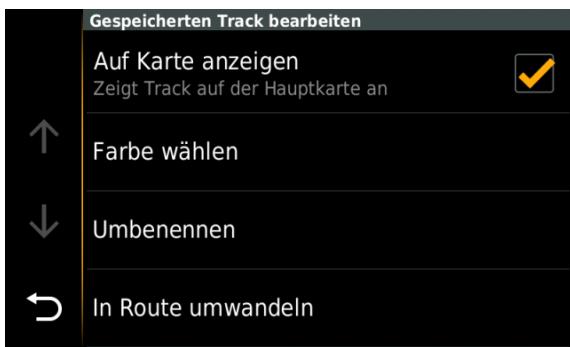 Gespeicherten Track bearbeiten
Auf Karte anzeigen
Zeigt Track auf der Hauptkarte an
Farbe wählen
Umbenennen
In Route umwandeln